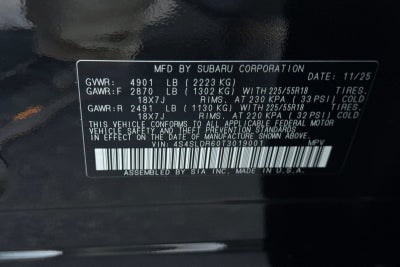 MFD BY SUBARU CORPORATION DATE: 11/25
GVWR: 4901 LB (2223 KG)
GAWR:F 2870 LB (1302 KG) WITH 225/55R18 TIRES.
18X7J RIMS. AT 230 KPA (33 PSI) COLD
GAWR:R 2491 LB (1130 KG) WITH 225/55R18 TIRES.
18X7J RIMS. AT 220 KPA (32 PSI) COLD
THIS VEHICLE CONFORMS TO ALL APPLICABLE FEDERAL MOTOR
VEHICLE SAFETY, BUMPER, AND THEFT PREVENTION STANDARDS
IN EFFECT ON THE DATE OF MANUFACTURE SHOWN ABOVE.
VIN: 4S4SLDR60T3019001 MPV
ASSEMBLED BY SIA INC. MADE IN U.S.A.